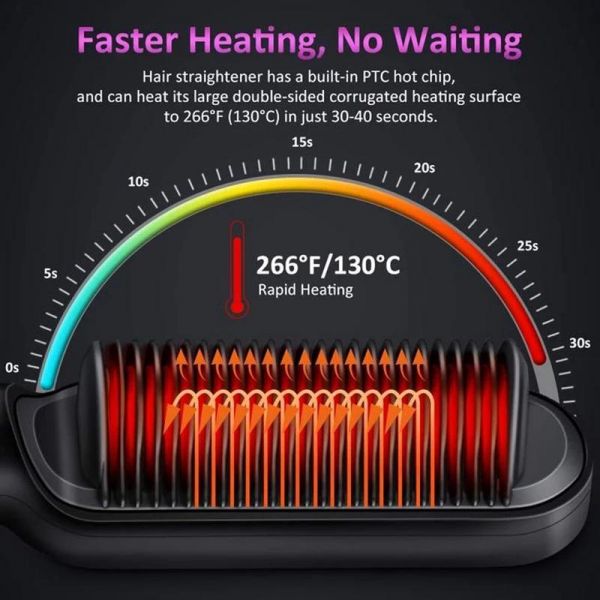 Faster Heating, No Waiting
Hair straightener has a built-in PTC hot chip,
and can heat its large double-sided corrugated heating surface
to 266°F (130°C) in just 30-40 seconds.
15s
10s
20s
5s
25s
266°F/130°C
Rapid Heating
30s
0s